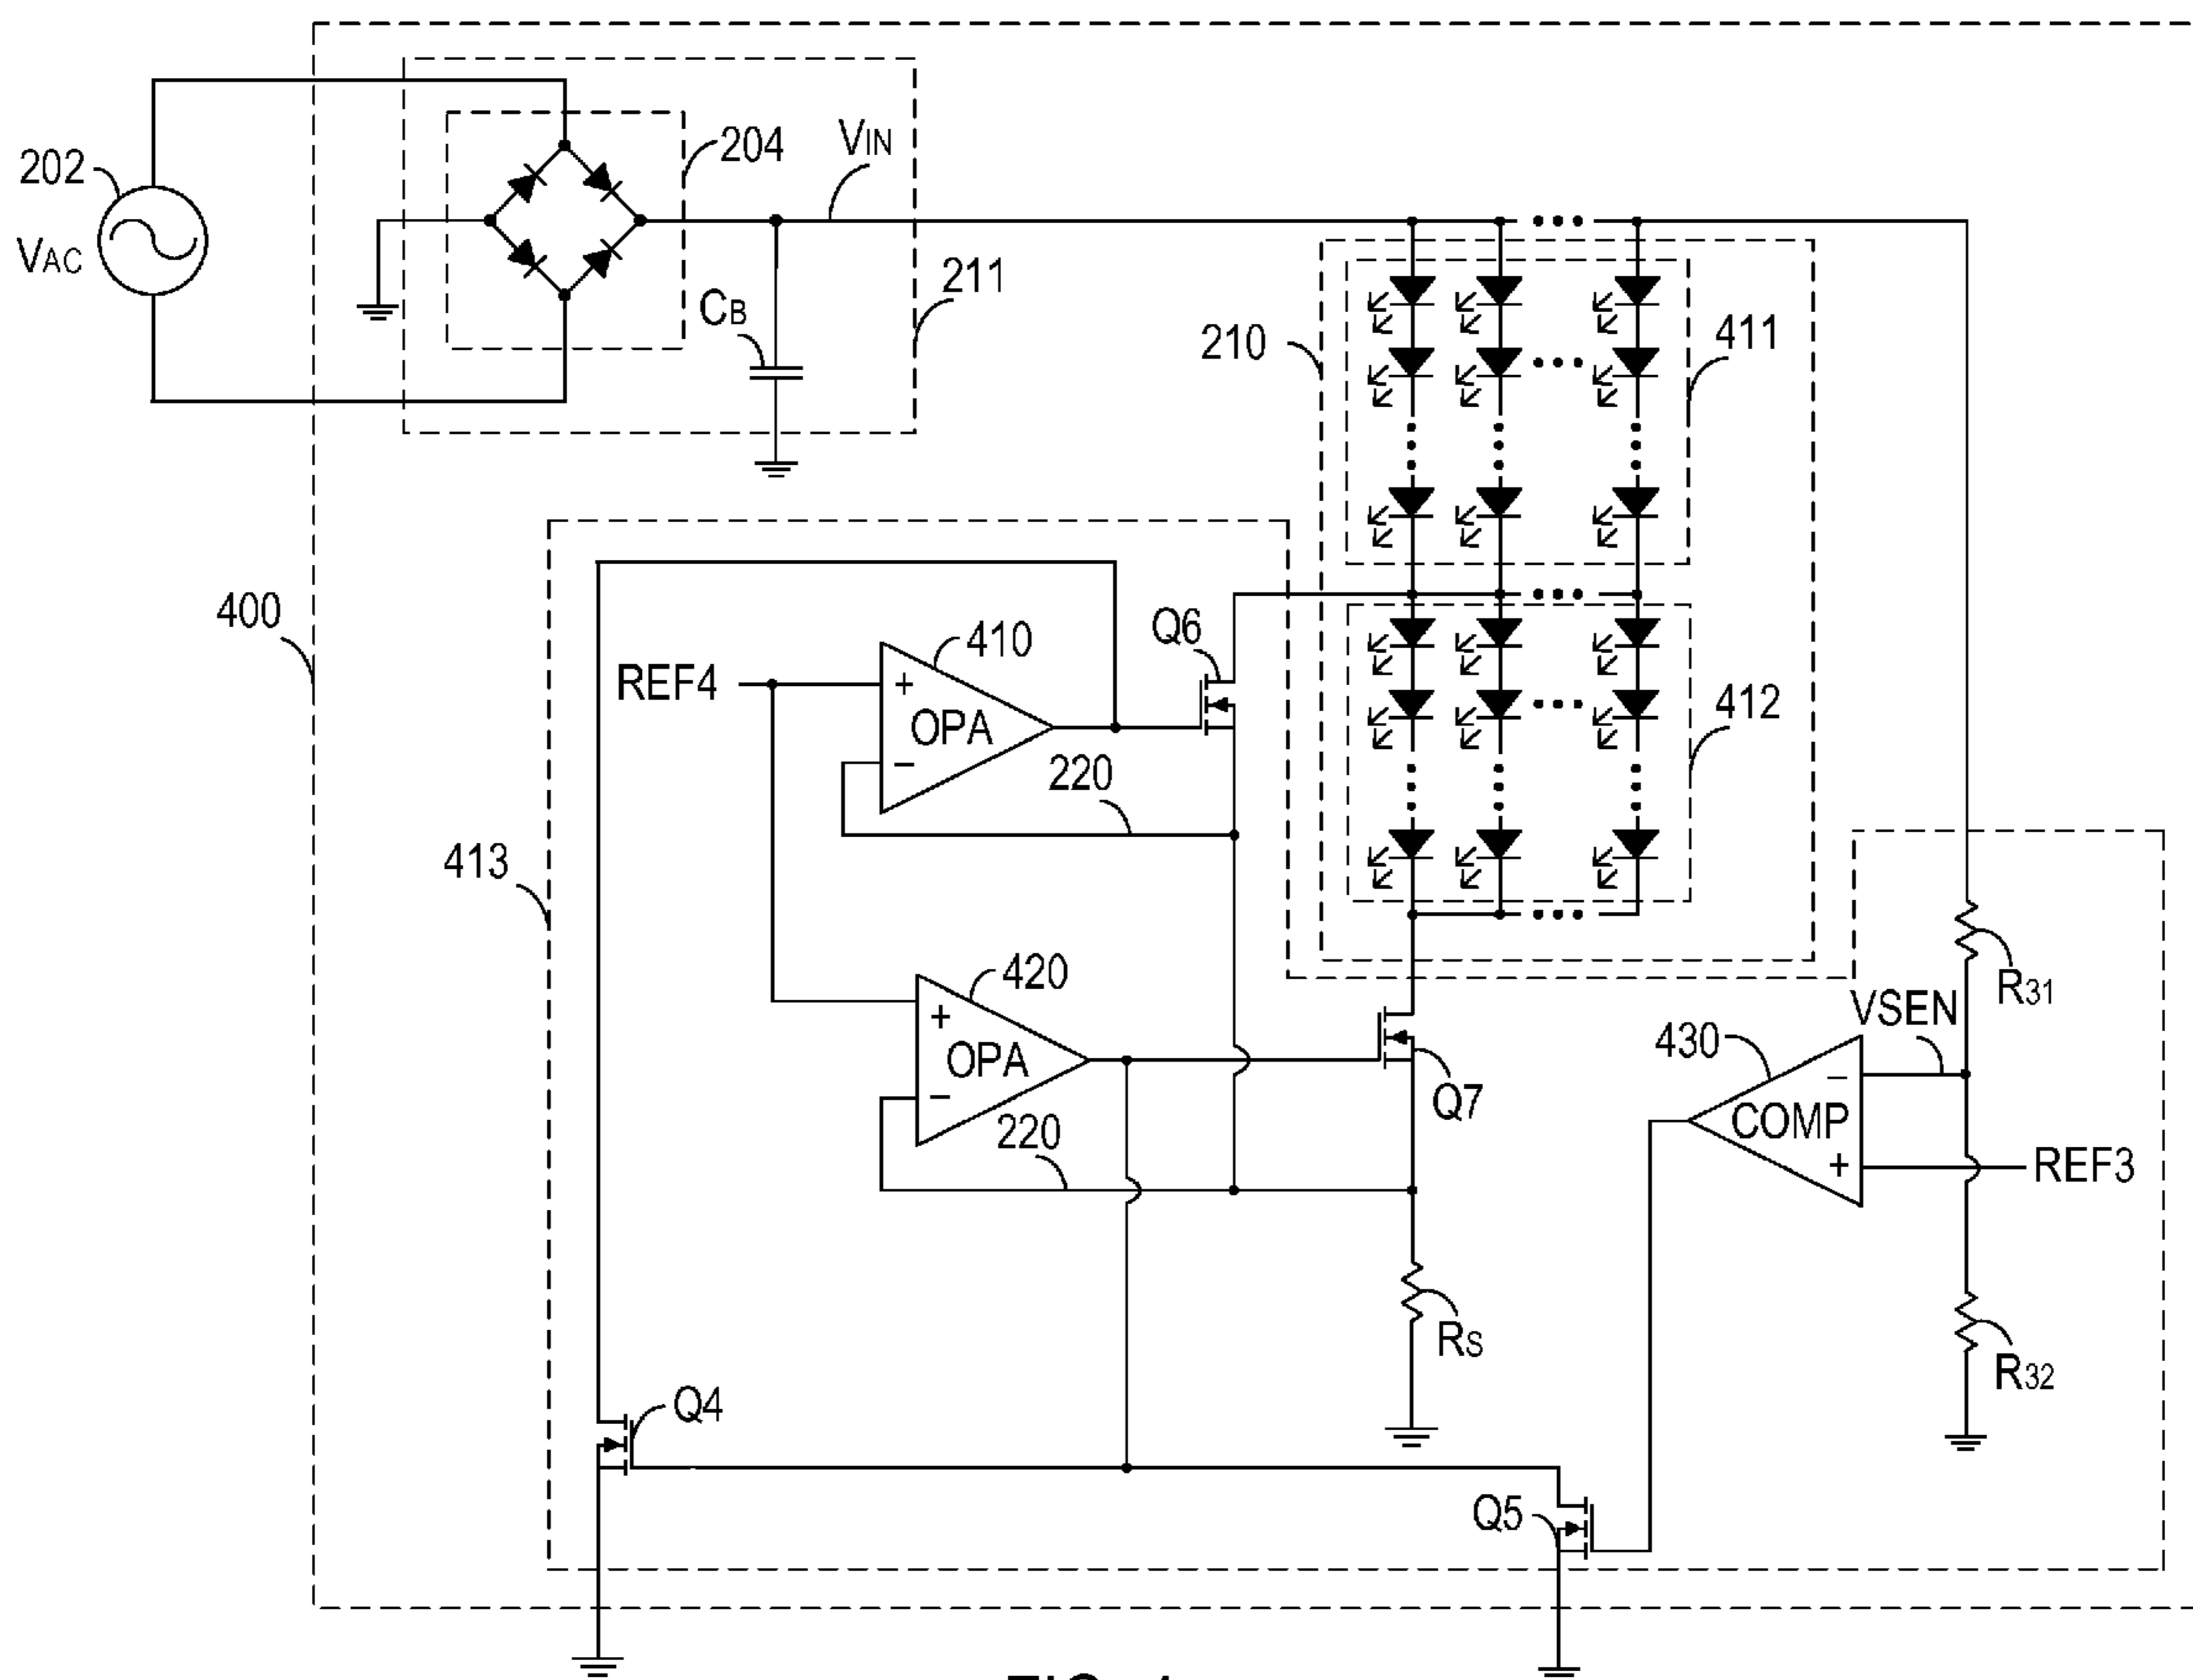 202
VAC
204
VIN
CB
211
210
411
412
400
413
REF4
+
OPA
−
410
Q6
220
420
+
OPA
−
220
Q7
VSEN
430
−
COMP
+
REF3
R31
R32
RS
Q4
Q5